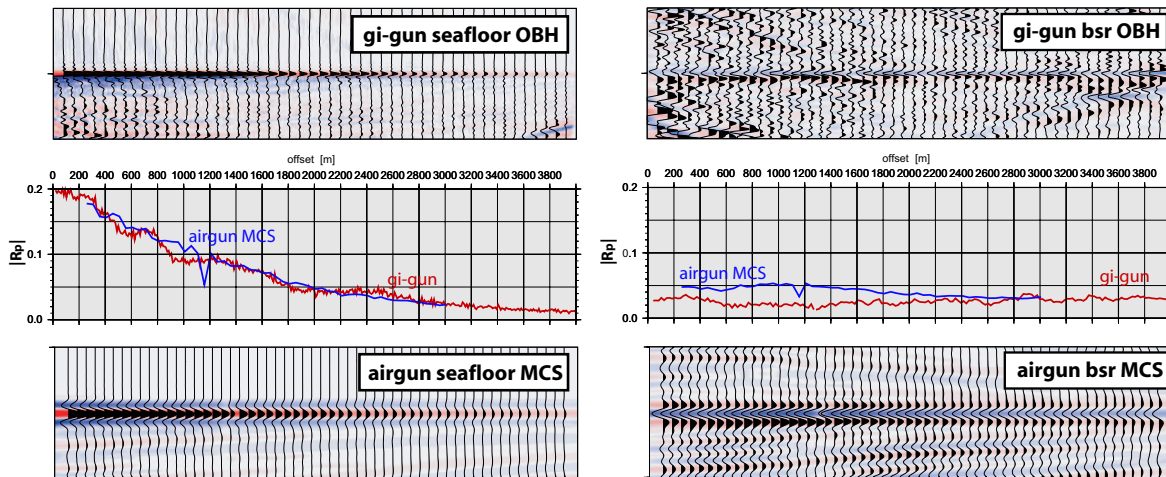 gi-gun seafloor OBH
gi-gun bsr OBH
offset [m]
0 200 400 600 800 1000 1200 1400 1600 1800 2000 2200 2400 2600 2800 3000 3200 3400 3600 3800
0.2
0.1
0.0
|Rp|
airgun MCS
gi-gun
offset [m]
0 200 400 600 800 1000 1200 1400 1600 1800 2000 2200 2400 2600 2800 3000 3200 3400 3600 3800
0.2
0.1
0.0
|Rp|
airgun MCS
gi-gun
airgun seafloor MCS
airgun bsr MCS